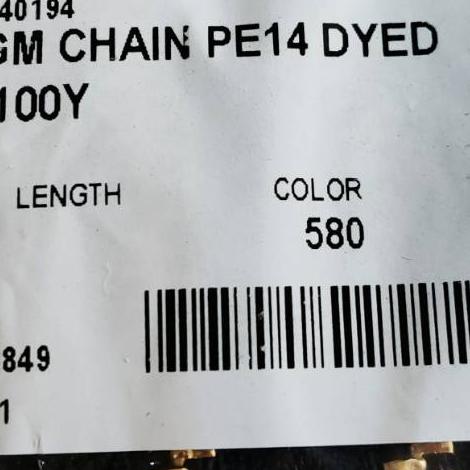 40194
GM CHAIN PE14 DYED
100Y
LENGTH COLOR
580
849
1